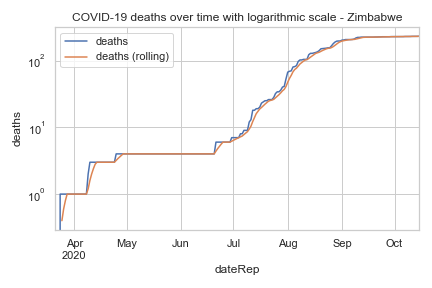 COVID-19 deaths over time with logarithmic scale - Zimbabwe
deaths
deaths (rolling)
10²
10¹
10⁰
deaths
Apr May Jun Jul Aug Sep Oct
2020
dateRep